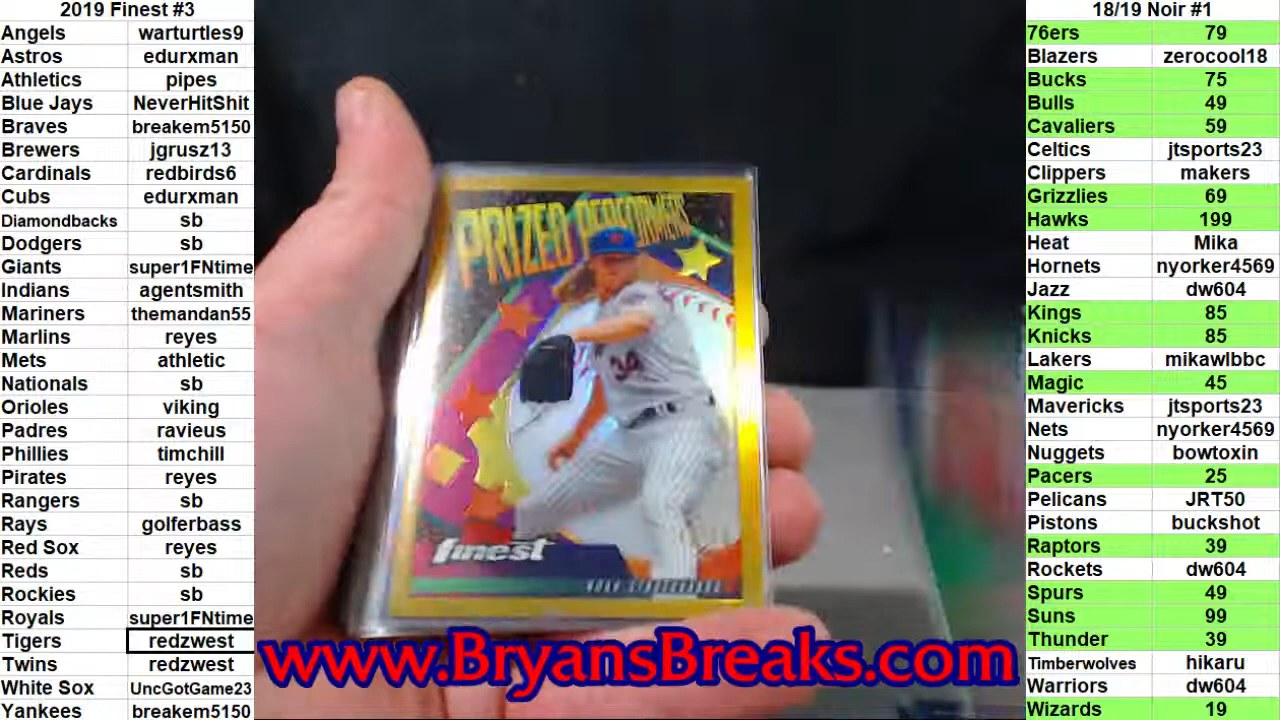 2019 Finest #3
Angels warturtles9
Astros edurxman
Athletics pipes
Blue Jays NeverHitShit
Braves breakem5150
Brewers jgrusz13
Cardinals redbirds6
Cubs edurxman
Diamondbacks sb
Dodgers sb
Giants super1FNtime
Indians agentsmith
Mariners themandan55
Marlins reyes
Mets athletic
Nationals sb
Orioles viking
Padres ravieus
Phillies timchill
Pirates reyes
Rangers sb
Rays golferbass
Red Sox reyes
Reds sb
Rockies sb
Royals super1FNtime
Tigers redzwest
Twins redzwest
White Sox UncGotGame23
Yankees breakem5150
PRIZED PERFORMERS
34
finest
www.BryansBreaks.com
18/19 Noir #1
76ers 79
Blazers zerocool18
Bucks 75
Bulls 49
Cavaliers 59
Celtics jtsports23
Clippers makers
Grizzlies 69
Hawks 199
Heat Mika
Hornets nyorker4569
Jazz dw604
Kings 85
Knicks 85
Lakers mikawlbbc
Magic 45
Mavericks jtsports23
Nets nyorker4569
Nuggets bowtoxin
Pacers 25
Pelicans JRT50
Pistons buckshot
Raptors 39
Rockets dw604
Spurs 49
Suns 99
Thunder 39
Timberwolves hikaru
Warriors dw604
Wizards 19